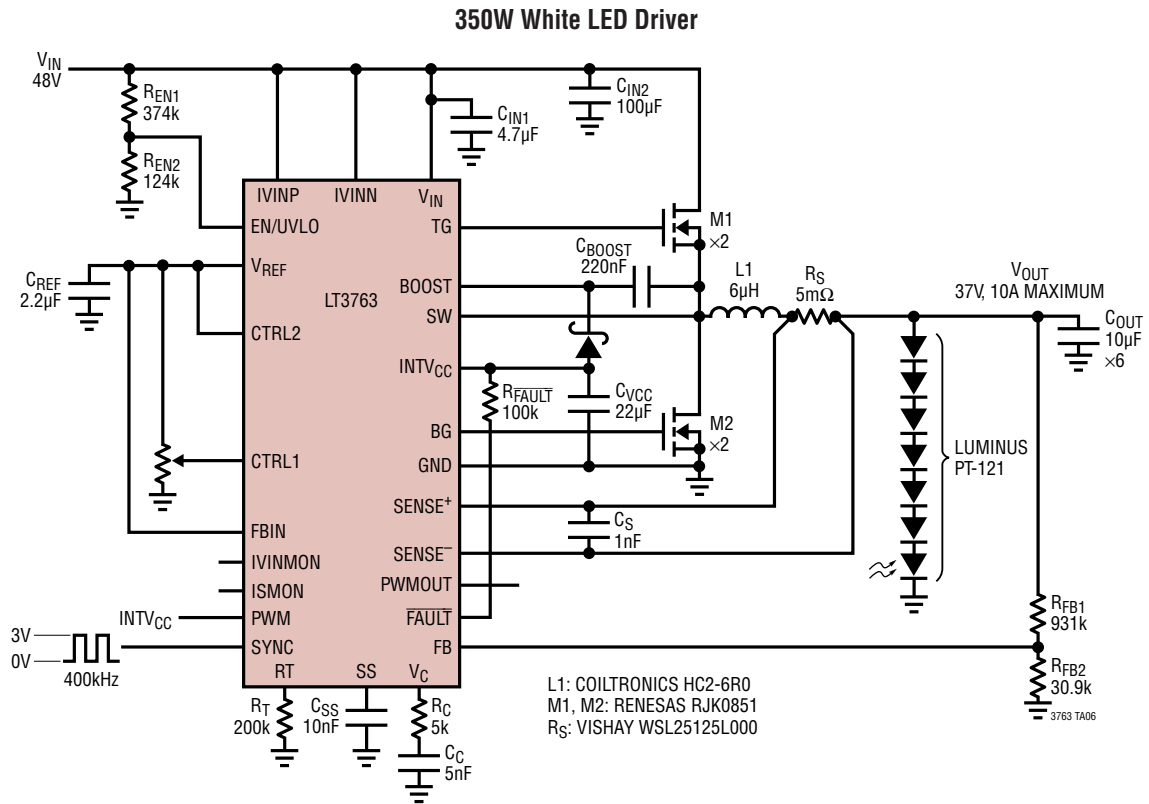 350W White LED Driver
VIN
48V
REN1
374k
REN2
124k
CIN1
4.7µF
CIN2
100µF
IVINP
IVINN
VIN
EN/UVLO
TG
M1
×2
CREF
2.2µF
VREF
LT3763
BOOST
CBOOST
220nF
SW
L1
6µH
RS
5mΩ
VOUT
37V, 10A MAXIMUM
COUT
10µF
×6
CTRL2
INTVCC
RFAULT
100k
CVCC
22µF
BG
M2
×2
GND
LUMINUS
PT-121
CTRL1
SENSE+
CS
1nF
FBIN
SENSE–
IVINMON
PWMOUT
ISMON
INTVCC
PWM
FAULT
3V
0V
400kHz
SYNC
FB
RFB1
931k
RFB2
30.9k
RT
SS
VC
RT
200k
CSS
10nF
RC
5k
CC
5nF
L1: COILTRONICS HC2-6R0
M1, M2: RENESAS RJK0851
RS: VISHAY WSL25125L000
3763 TA06